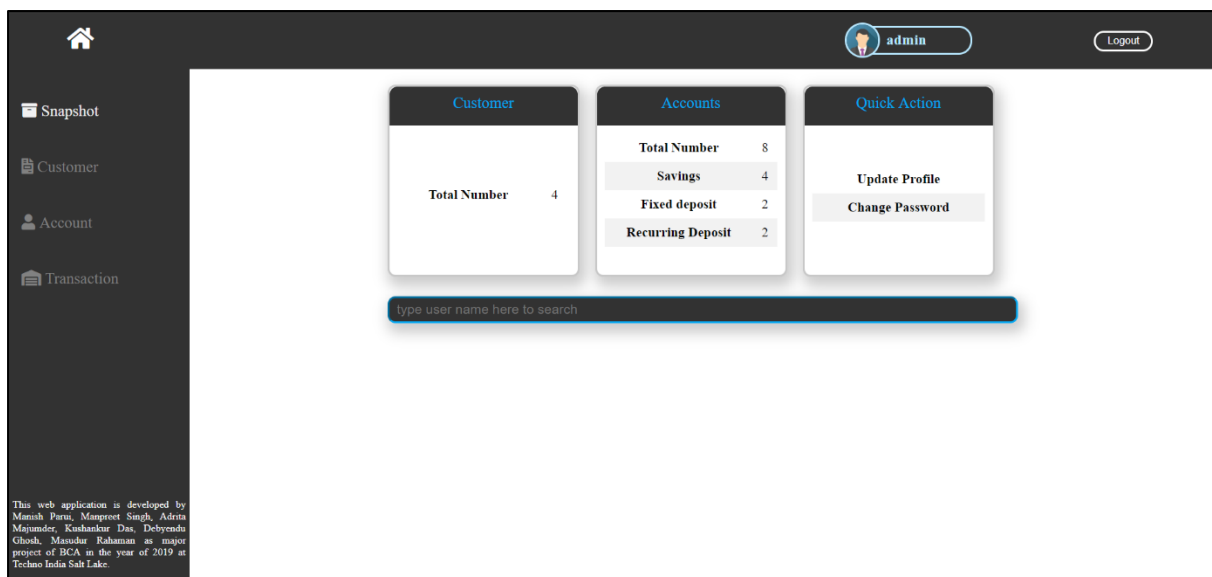 admin
Logout
Snapshot
Customer
Account
Transaction
Customer
Total Number 4
Accounts
Total Number 8
Savings 4
Fixed deposit 2
Recurring Deposit 2
Quick Action
Update Profile
Change Password
type user name here to search
This web application is developed by
Manish Parui, Manpreet Singh, Adrita
Majumder, Kushankur Das, Debyendu
Ghosh, Masudur Rahaman as major
project of BCA in the year of 2019 at
Techno India Salt Lake.